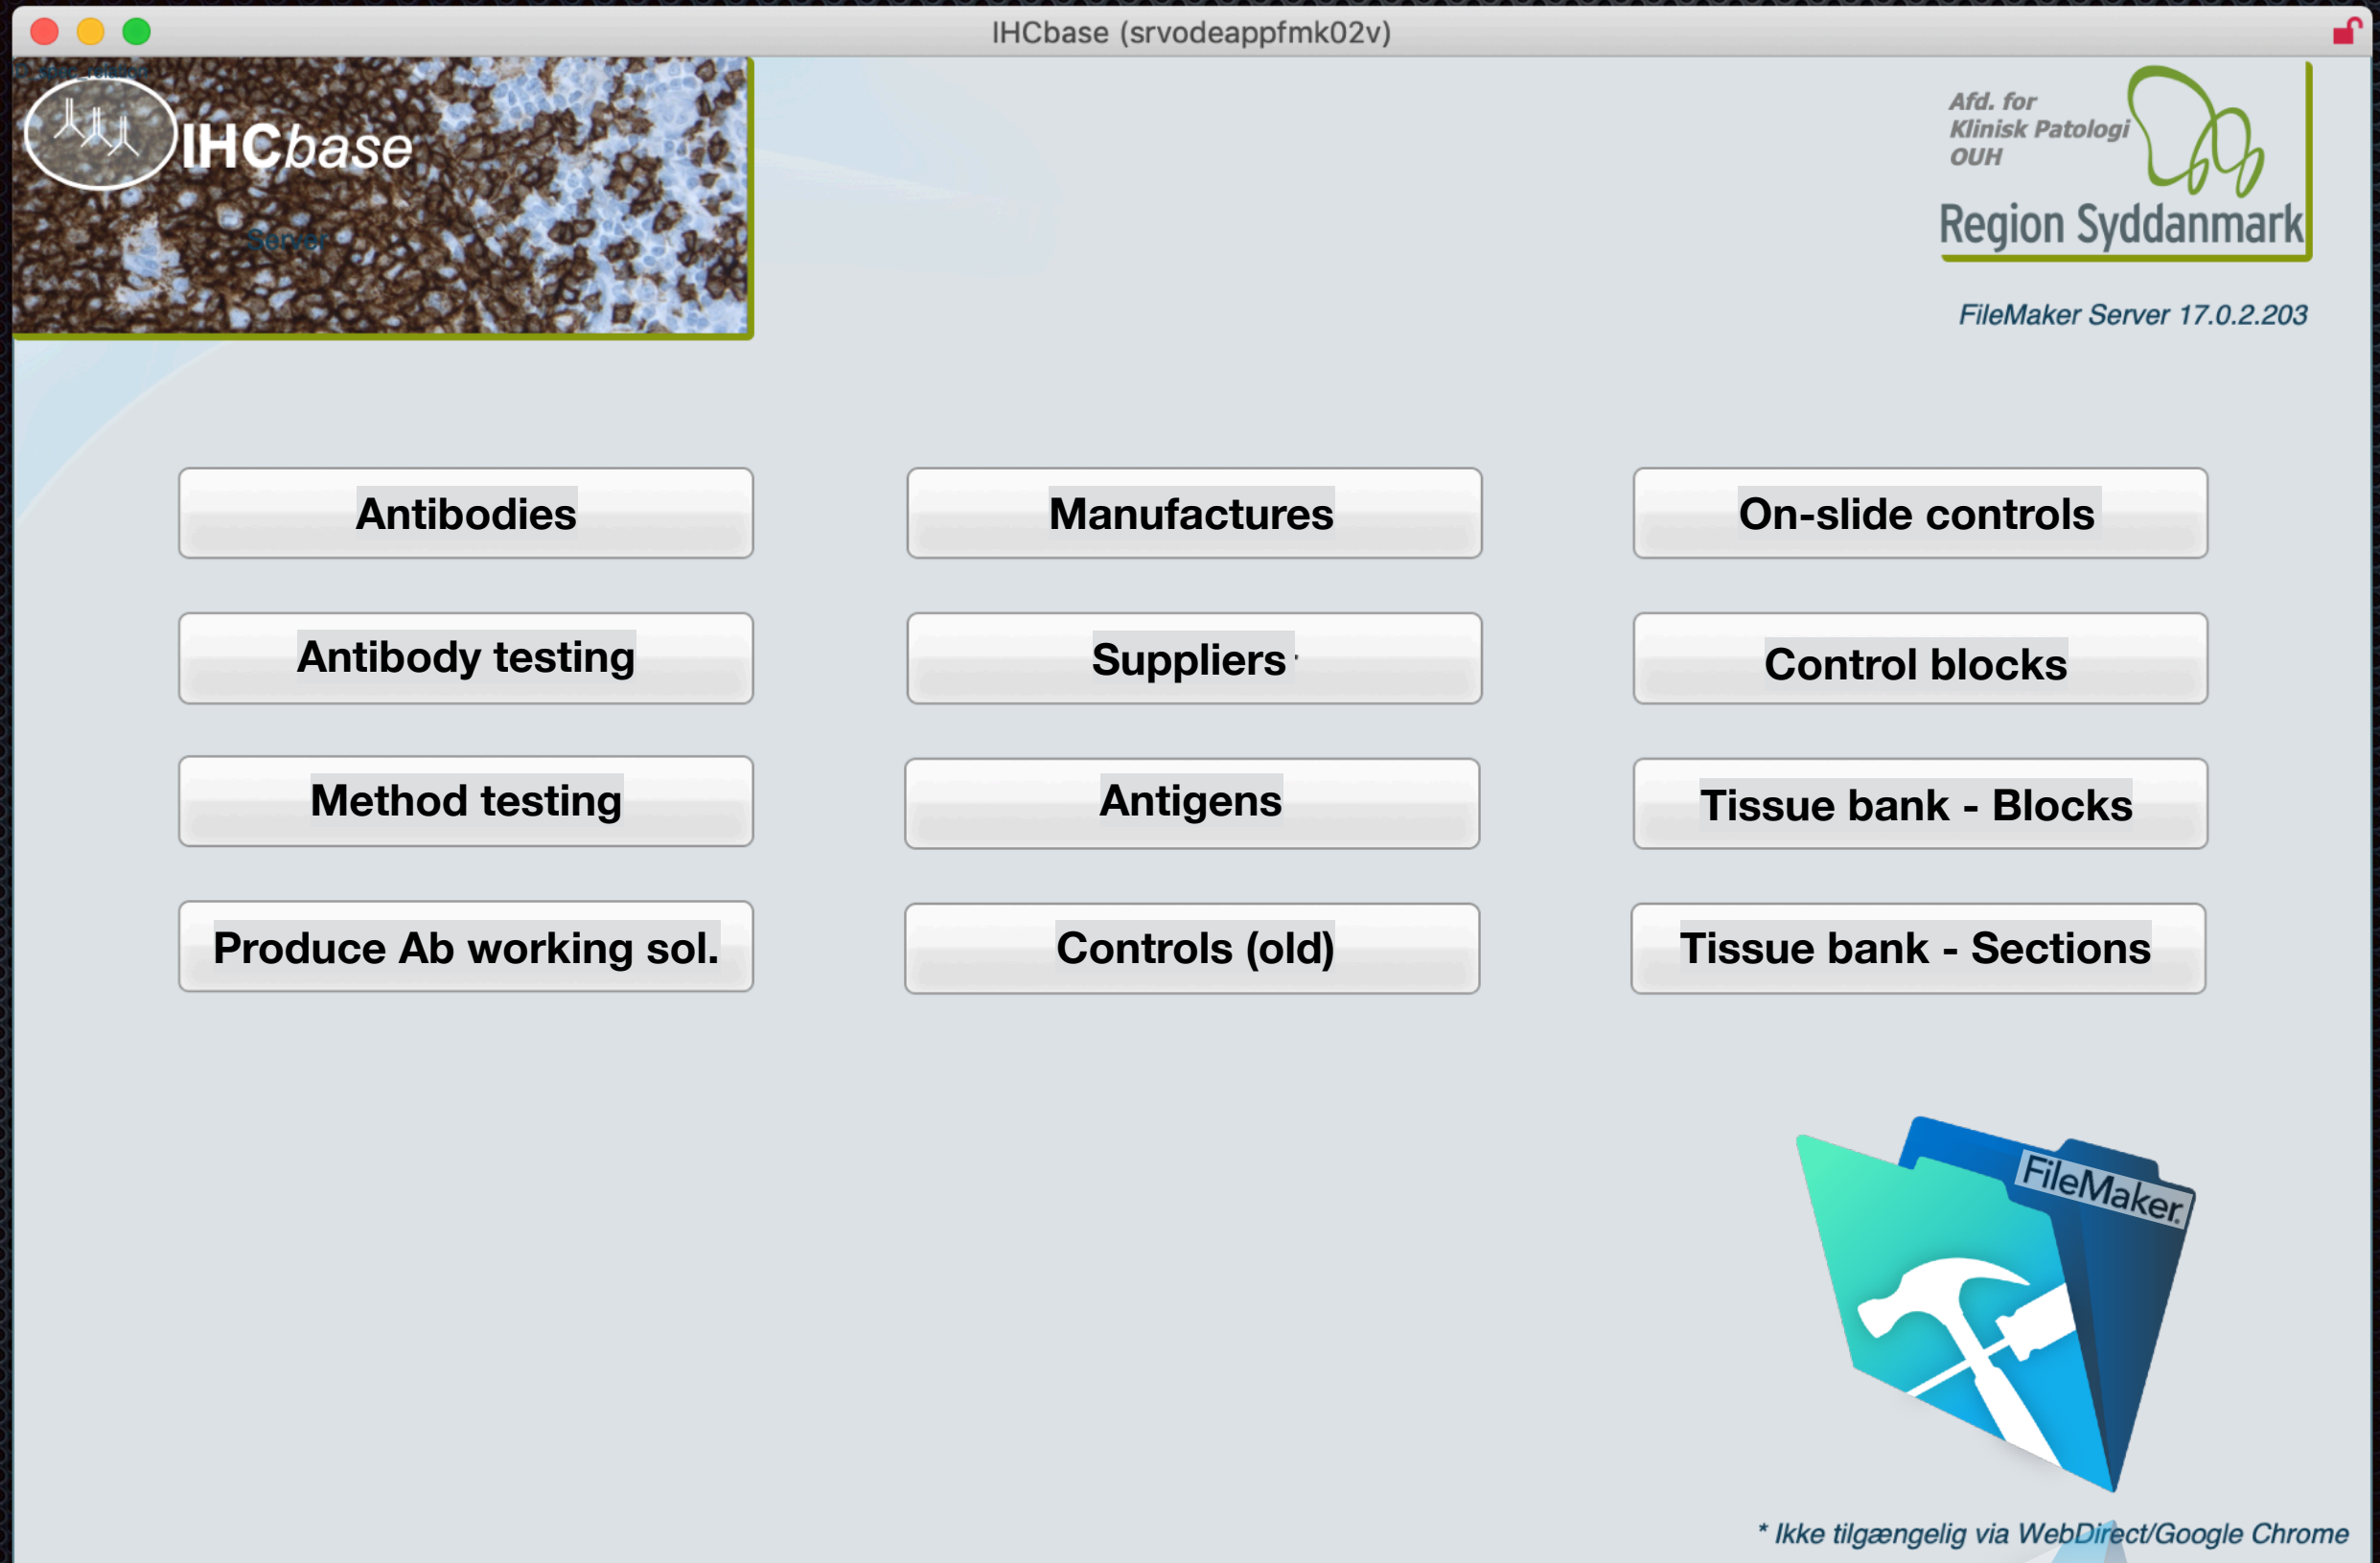 IHCbase (srvodeappfmk02v)
IHCbase
Server
Afd. for
Klinisk Patologi
OUH
Region Syddanmark
FileMaker Server 17.0.2.203
Antibodies
Manufactures
On-slide controls
Antibody testing
Suppliers
Control blocks
Method testing
Antigens
Tissue bank - Blocks
Produce Ab working sol.
Controls (old)
Tissue bank - Sections
FileMaker.
* Ikke tilgængelig via WebDirect/Google Chrome